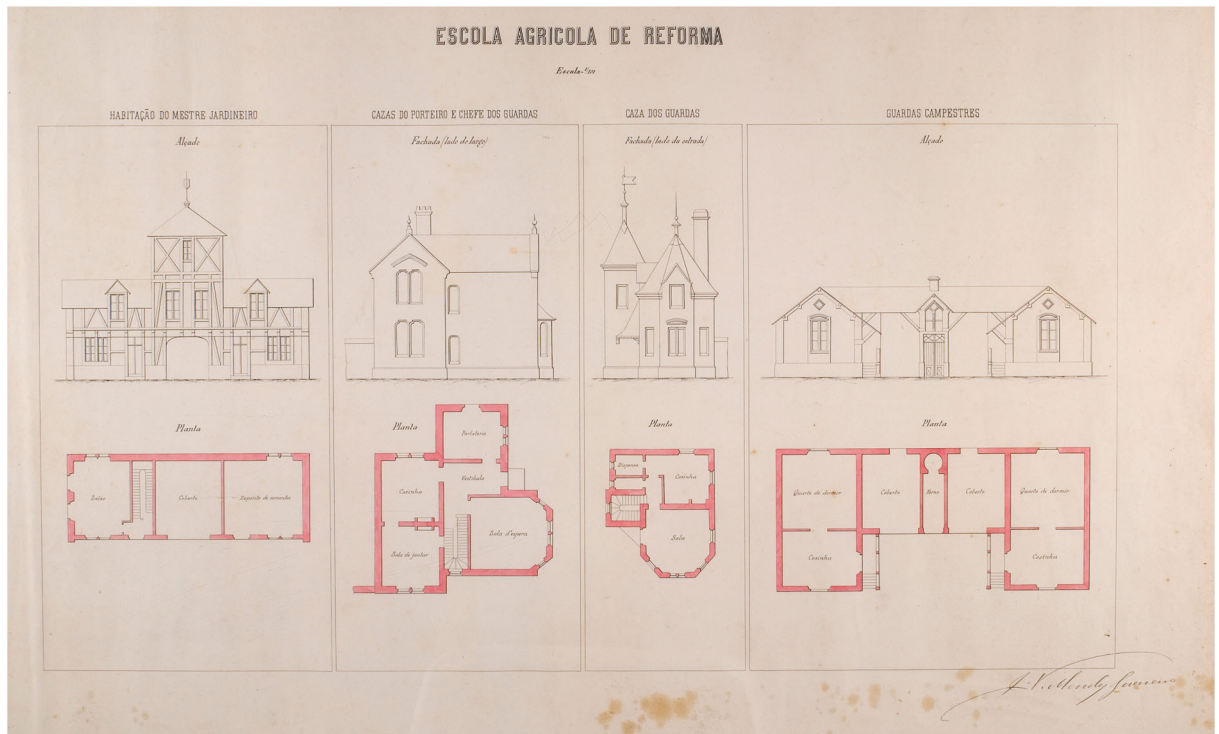 ESCOLA AGRICOLA DE REFORMA
Escala
HABITAÇÃO DO MESTRE JARDINEIRO
Alçado
Planta
Salão
Coberto
Deposito de
CAZAS DO PORTEIRO E CHEFE DOS GUARDAS
Fachada (lado do largo)
Planta
Portaria
Vestibulo
Cozinha
Sala d'espera
Sala de jantar
CAZA DOS GUARDAS
Fachada (lado da estrada)
Planta
Dispensa
Cozinha
Sala
GUARDAS CAMPESTRES
Alçado
Planta
Quarto de dormir
Coberto
Forno
Coberto
Quarto de dormir
Cozinha
Cozinha